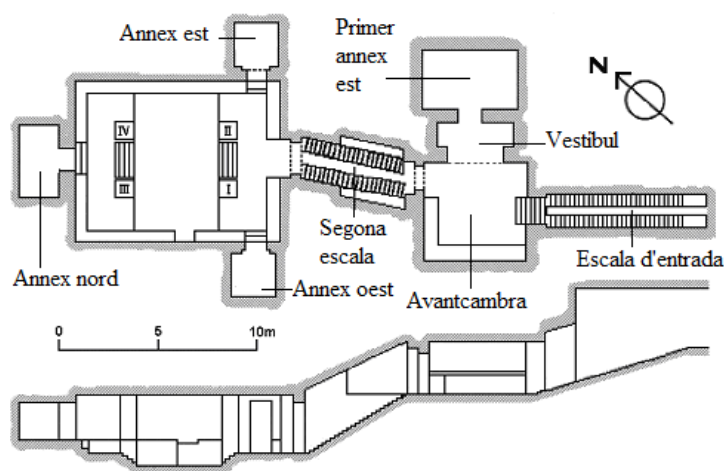 Annex est
Primer
annex
est
N
Vestíbul
IV
II
III
I
Segona
escala
Escala d'entrada
Annex nord
Annex oest
Avantcambra
0
5
10m